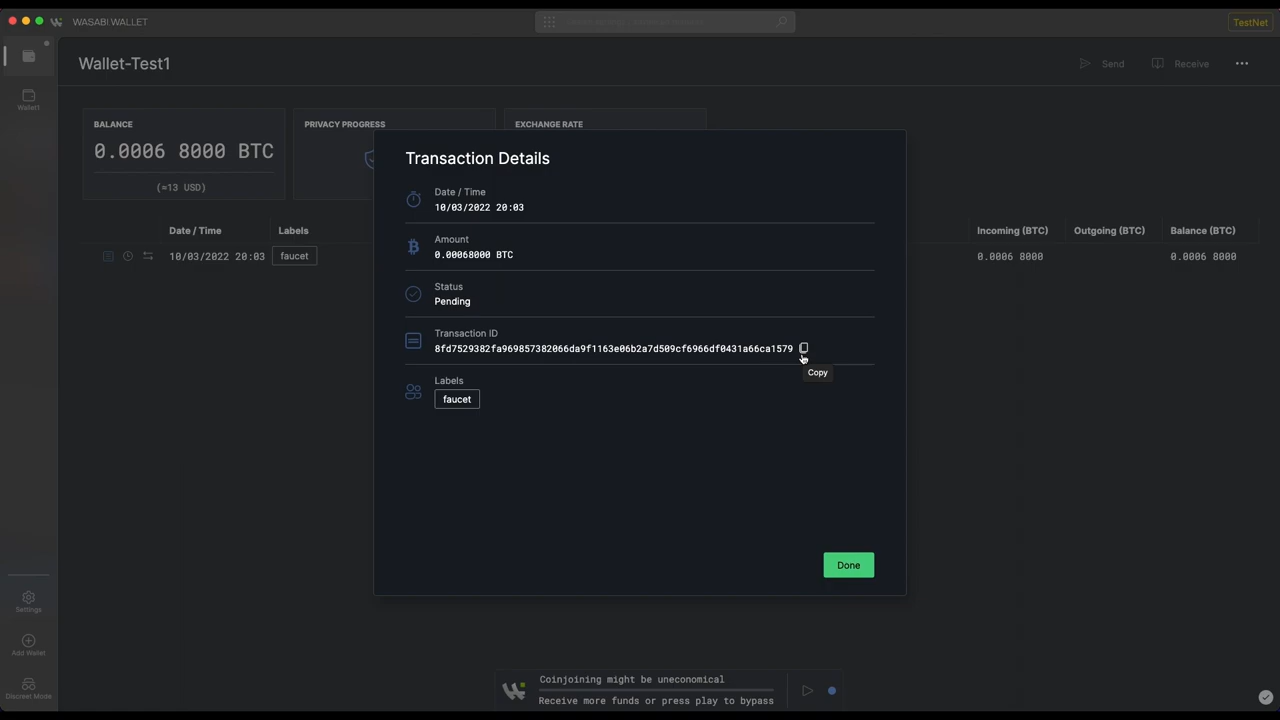 WASABI WALLET
TestNet
Wallet-Test1
Send
Receive
Wallet1
BALANCE
PRIVACY PROGRESS
EXCHANGE RATE
0.0006 8000 BTC
(≈13 USD)
Transaction Details
Date / Time
10/03/2022 20:03
Amount
0.00068000 BTC
Status
Pending
Transaction ID
8fd7529382fa969857382066da9f1163e06b2a7d509cf6966df0431a66ca1579
Copy
Labels
faucet
Done
Date / Time
Labels
Incoming (BTC)
Outgoing (BTC)
Balance (BTC)
10/03/2022 20:03
faucet
0.0006 8000
0.0006 8000
Settings
Add Wallet
Discreet Mode
Coinjoining might be uneconomical
Receive more funds or press play to bypass